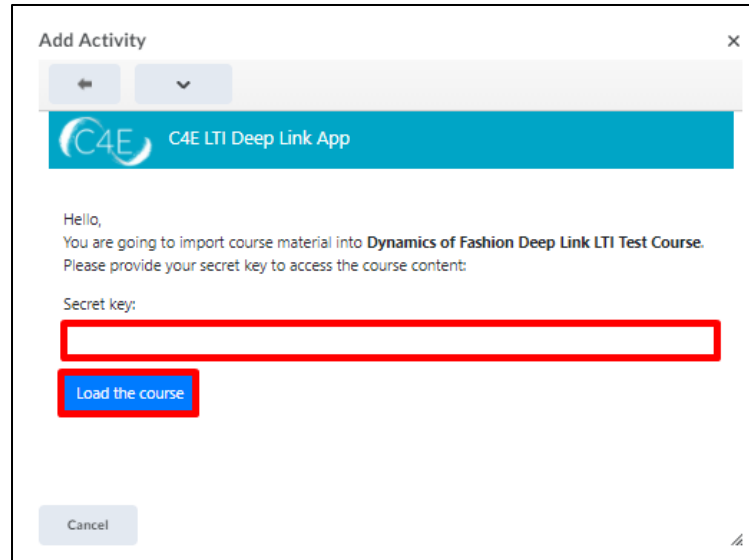 Add Activity
C4E C4E LTI Deep Link App
Hello,
You are going to import course material into Dynamics of Fashion Deep Link LTI Test Course.
Please provide your secret key to access the course content:
Secret key:
Load the course
Cancel